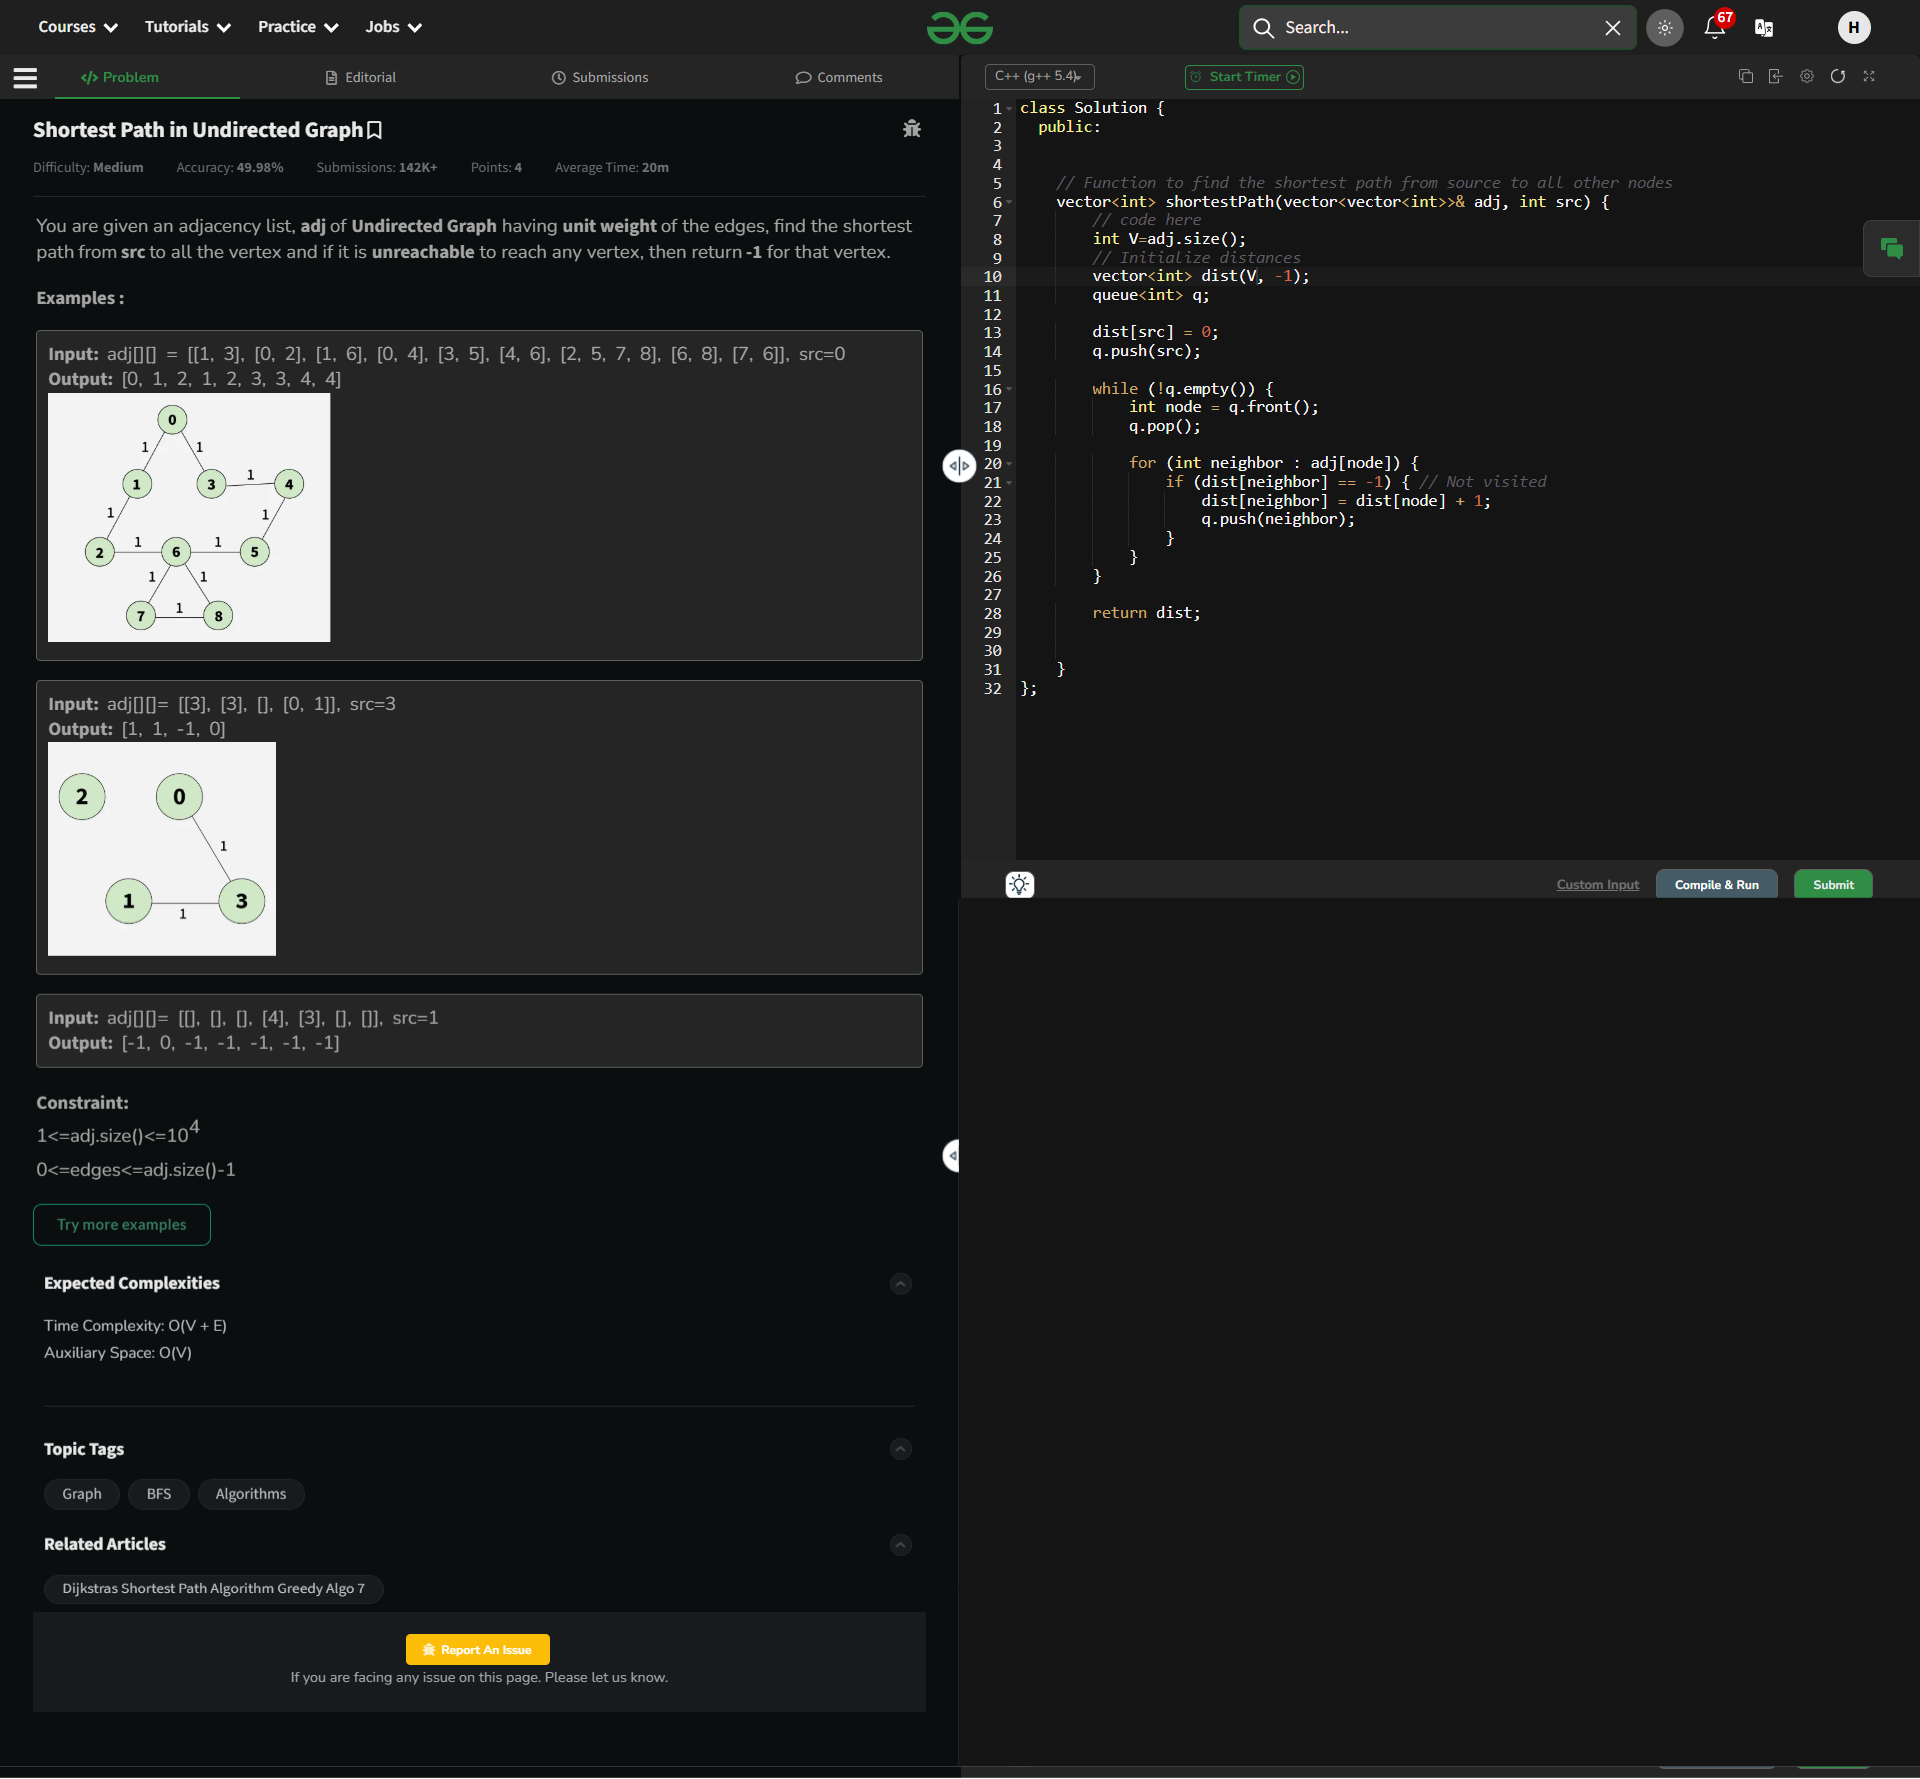 Courses Tutorials Practice Jobs Search... 67 H
Problem Editorial Submissions Comments
Shortest Path in Undirected Graph
Difficulty: Medium Accuracy: 49.98% Submissions: 142K+ Points: 4 Average Time: 20m
You are given an adjacency list, adj of Undirected Graph having unit weight of the edges, find the shortest
path from src to all the vertex and if it is unreachable to reach any vertex, then return -1 for that vertex.
Examples :
Input: adj[][] = [[1, 3], [0, 2], [1, 6], [0, 4], [3, 5], [4, 6], [2, 5, 7, 8], [6, 8], [7, 6]], src=0
Output: [0, 1, 2, 1, 2, 3, 3, 4, 4]
0
1 1
1
1 3 4
1 1
1 1
2 6 5
1 1
1
7 8
Input: adj[][]= [[3], [3], [], [0, 1]], src=3
Output: [1, 1, -1, 0]
2 0
1
1 3
1
Input: adj[][]= [[], [], [], [4], [3], [], []], src=1
Output: [-1, 0, -1, -1, -1, -1, -1]
Constraint:
1<=adj.size()<=10^4
0<=edges<=adj.size()-1
Try more examples
Expected Complexities
Time Complexity: O(V + E)
Auxiliary Space: O(V)
Topic Tags
Graph BFS Algorithms
Related Articles
Dijkstras Shortest Path Algorithm Greedy Algo 7
Report An Issue
If you are facing any issue on this page. Please let us know.
C++ (g++ 5.4) Start Timer
1 class Solution {
2   public:
3
4
5     // Function to find the shortest path from source to all other nodes
6     vector<int> shortestPath(vector<vector<int>>& adj, int src) {
7         // code here
8         int V=adj.size();
9         // Initialize distances
10         vector<int> dist(V, -1);
11         queue<int> q;
12
13         dist[src] = 0;
14         q.push(src);
15
16         while (!q.empty()) {
17             int node = q.front();
18             q.pop();
19
20             for (int neighbor : adj[node]) {
21                 if (dist[neighbor] == -1) { // Not visited
22                     dist[neighbor] = dist[node] + 1;
23                     q.push(neighbor);
24                 }
25             }
26         }
27
28         return dist;
29
30
31     }
32 };
Custom Input Compile & Run Submit